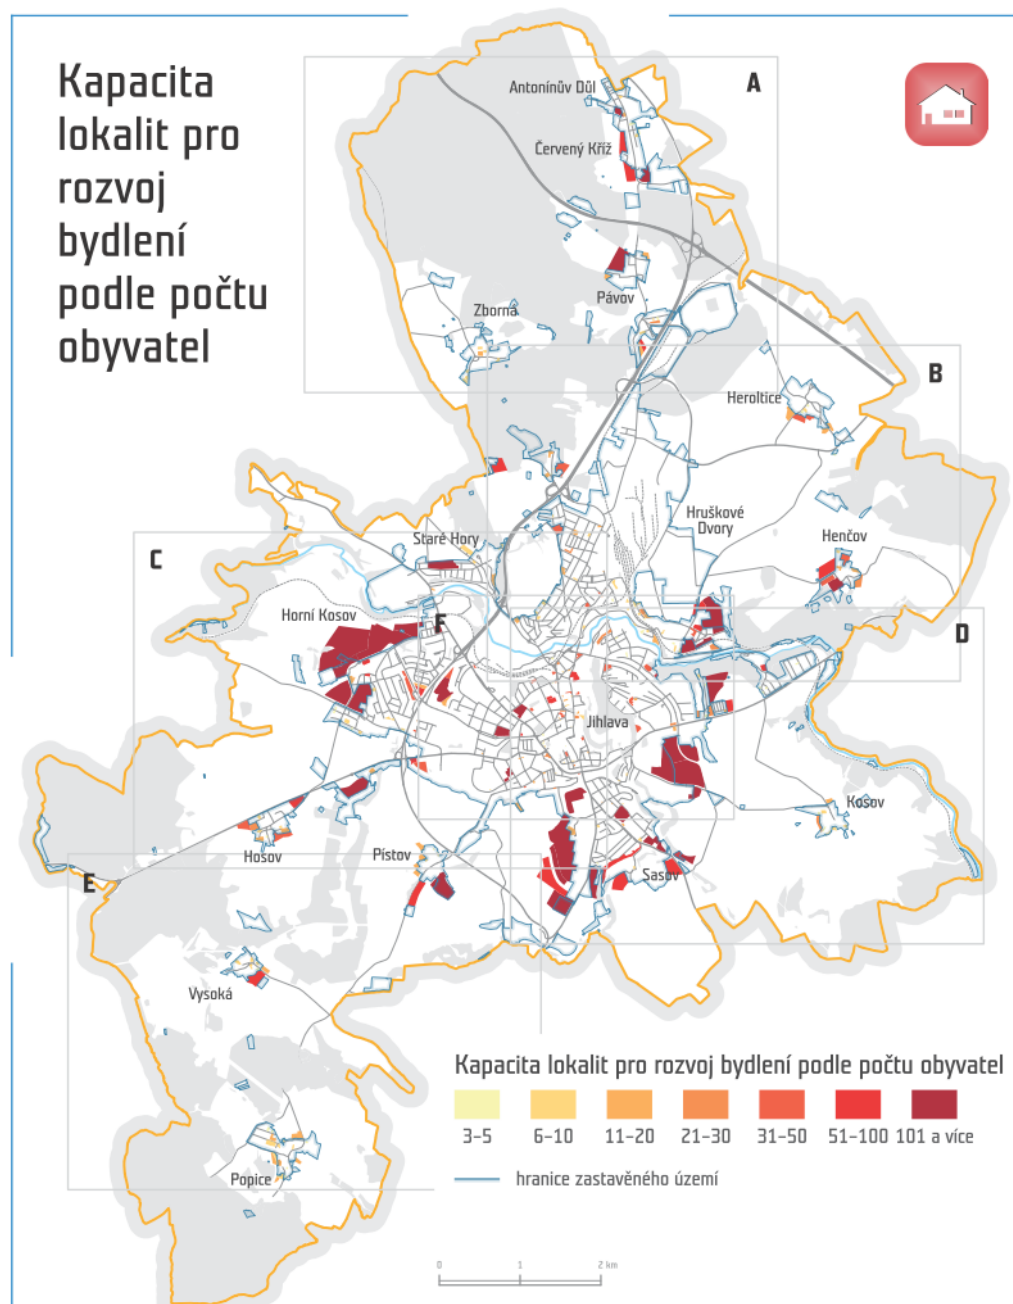 Kapacita
lokalit pro
rozvoj
bydlení
podle počtu
obyvatel
A
Antonínův Důl
Červený Kříž
Pávov
Zborná
B
Heroltice
Hruškové
Dvory
Henčov
Staré Hory
C
Horní Kosov
F
D
Jihlava
Kosov
Hosov
Pístov
Sasov
E
Vysoká
Popice
Kapacita lokalit pro rozvoj bydlení podle počtu obyvatel
3–5 6–10 11–20 21–30 31–50 51–100 101 a více
hranice zastavěného území
0 1 2 km